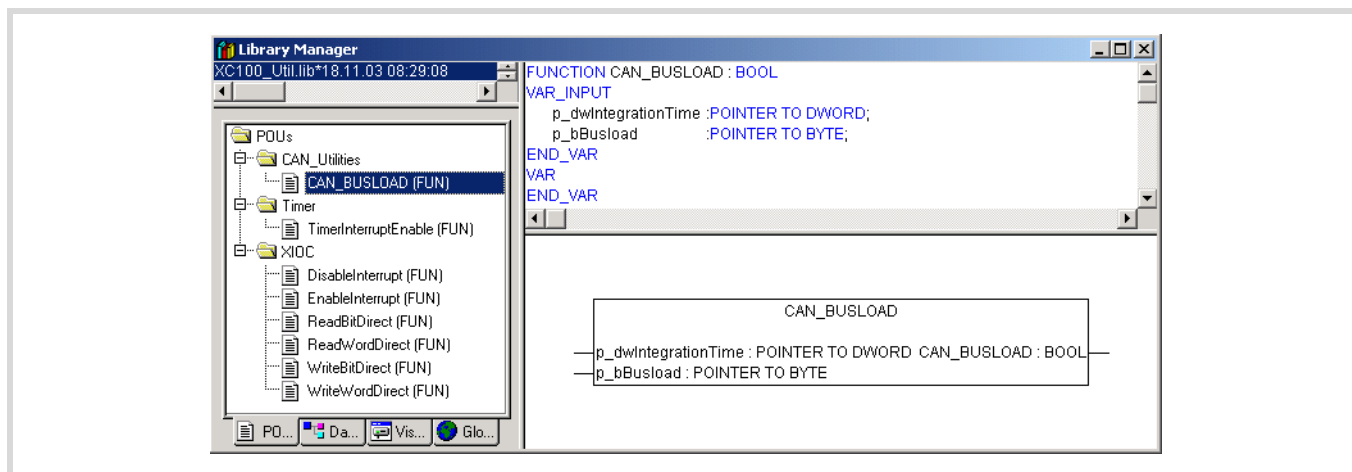 Library Manager
XC100_Util.lib*18.11.03 08:29:08
POUs
CAN_Utilities
CAN_BUSLOAD (FUN)
Timer
TimerInterruptEnable (FUN)
XIOC
DisableInterrupt (FUN)
EnableInterrupt (FUN)
ReadBitDirect (FUN)
ReadWordDirect (FUN)
WriteBitDirect (FUN)
WriteWordDirect (FUN)
PO...
Da...
Vis...
Glo...
FUNCTION CAN_BUSLOAD : BOOL
VAR_INPUT
p_dwIntegrationTime :POINTER TO DWORD;
p_bBusload :POINTER TO BYTE;
END_VAR
VAR
END_VAR
CAN_BUSLOAD
p_dwIntegrationTime : POINTER TO DWORD CAN_BUSLOAD : BOOL
p_bBusload : POINTER TO BYTE